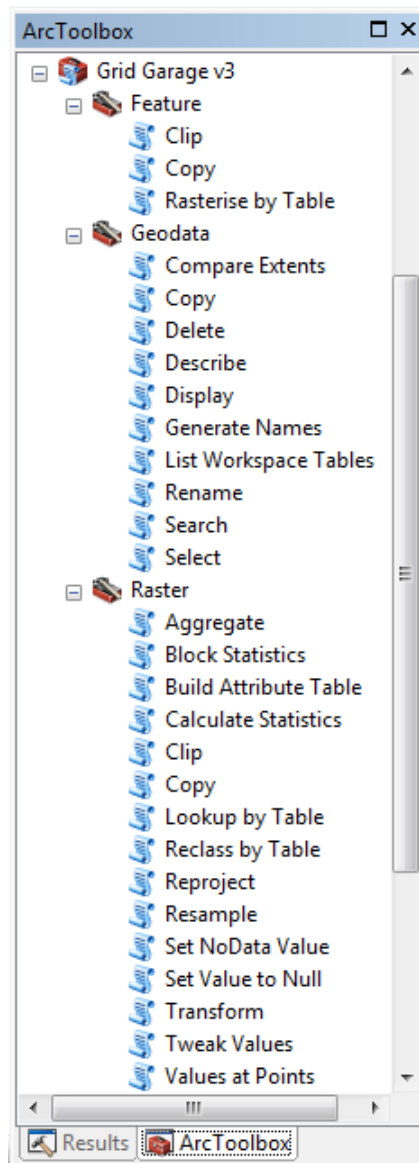 ArcToolbox
Grid Garage v3
Feature
Clip
Copy
Rasterise by Table
Geodata
Compare Extents
Copy
Delete
Describe
Display
Generate Names
List Workspace Tables
Rename
Search
Select
Raster
Aggregate
Block Statistics
Build Attribute Table
Calculate Statistics
Clip
Copy
Lookup by Table
Reclass by Table
Reproject
Resample
Set NoData Value
Set Value to Null
Transform
Tweak Values
Values at Points
Results ArcToolbox